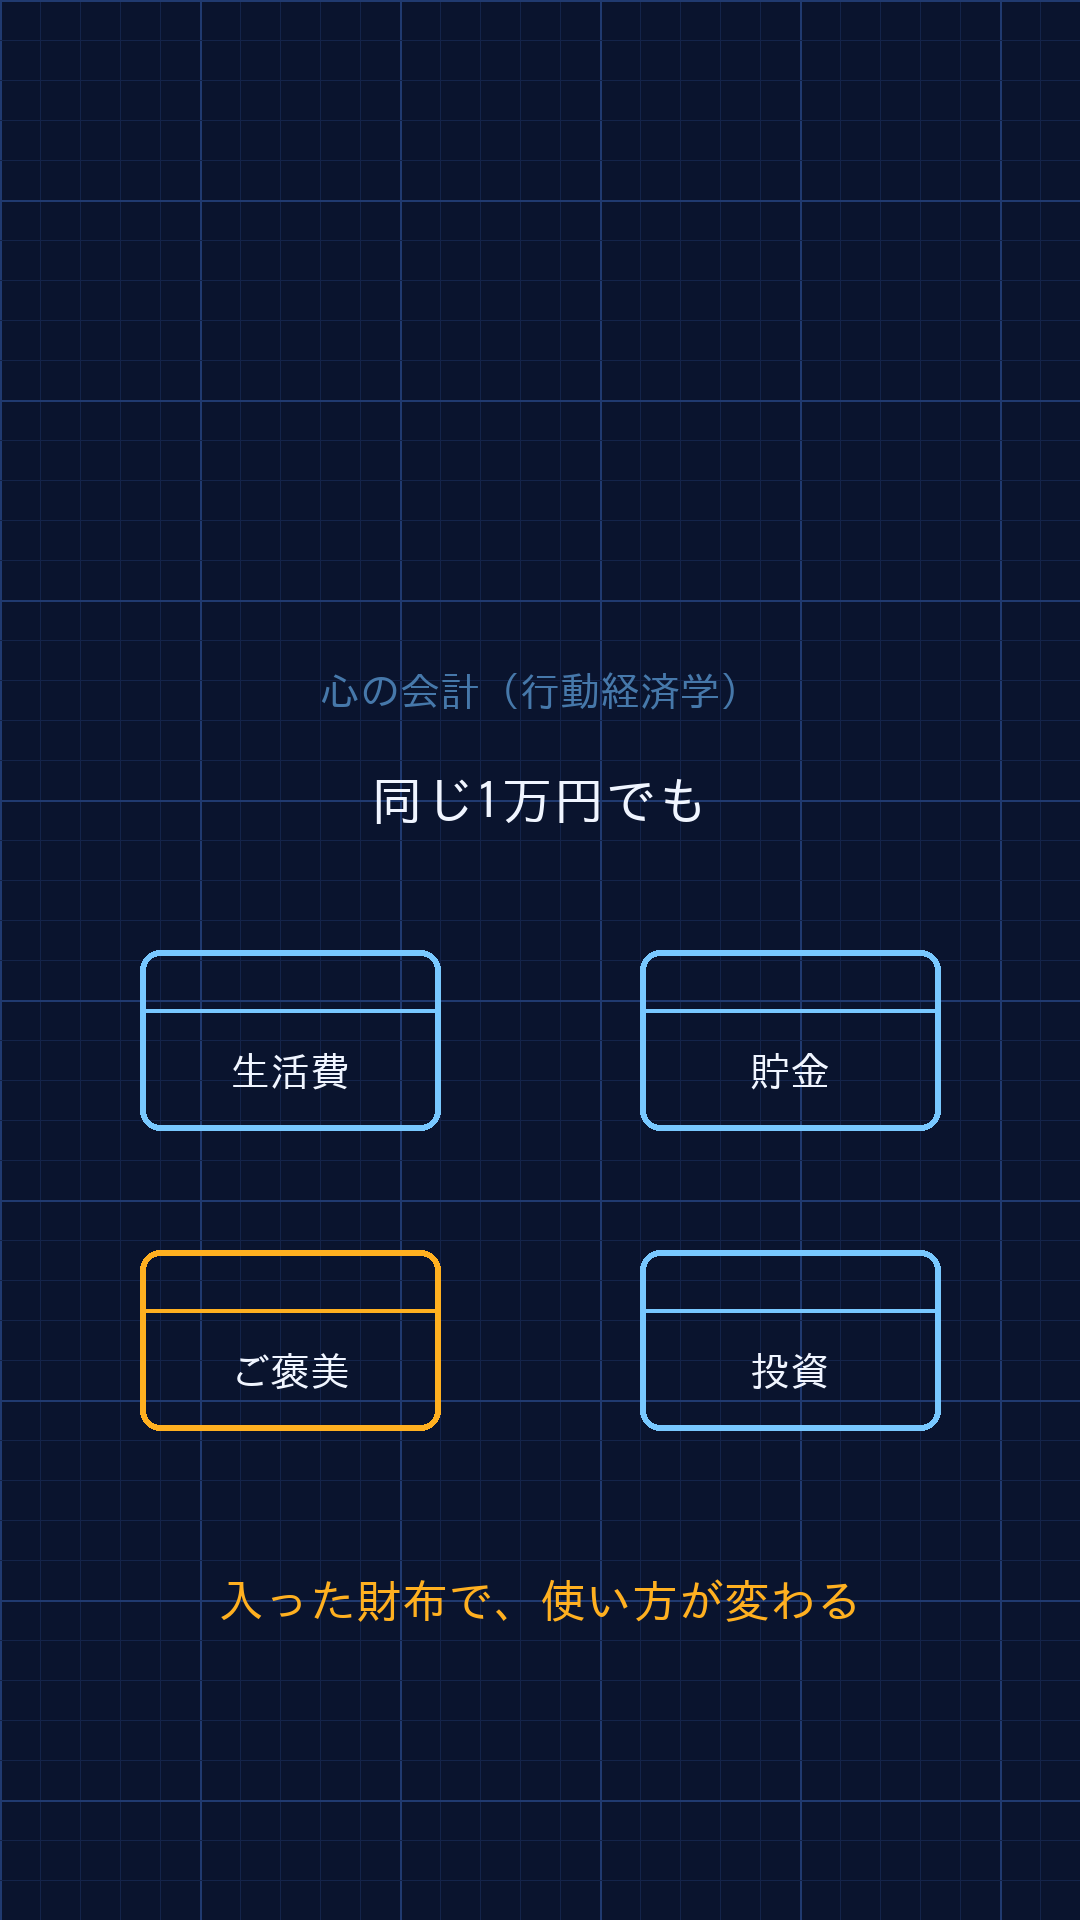 心の会計（行動経済学）
同じ1万円でも
生活費
貯金
ご褒美
投資
入った財布で、使い方が変わる